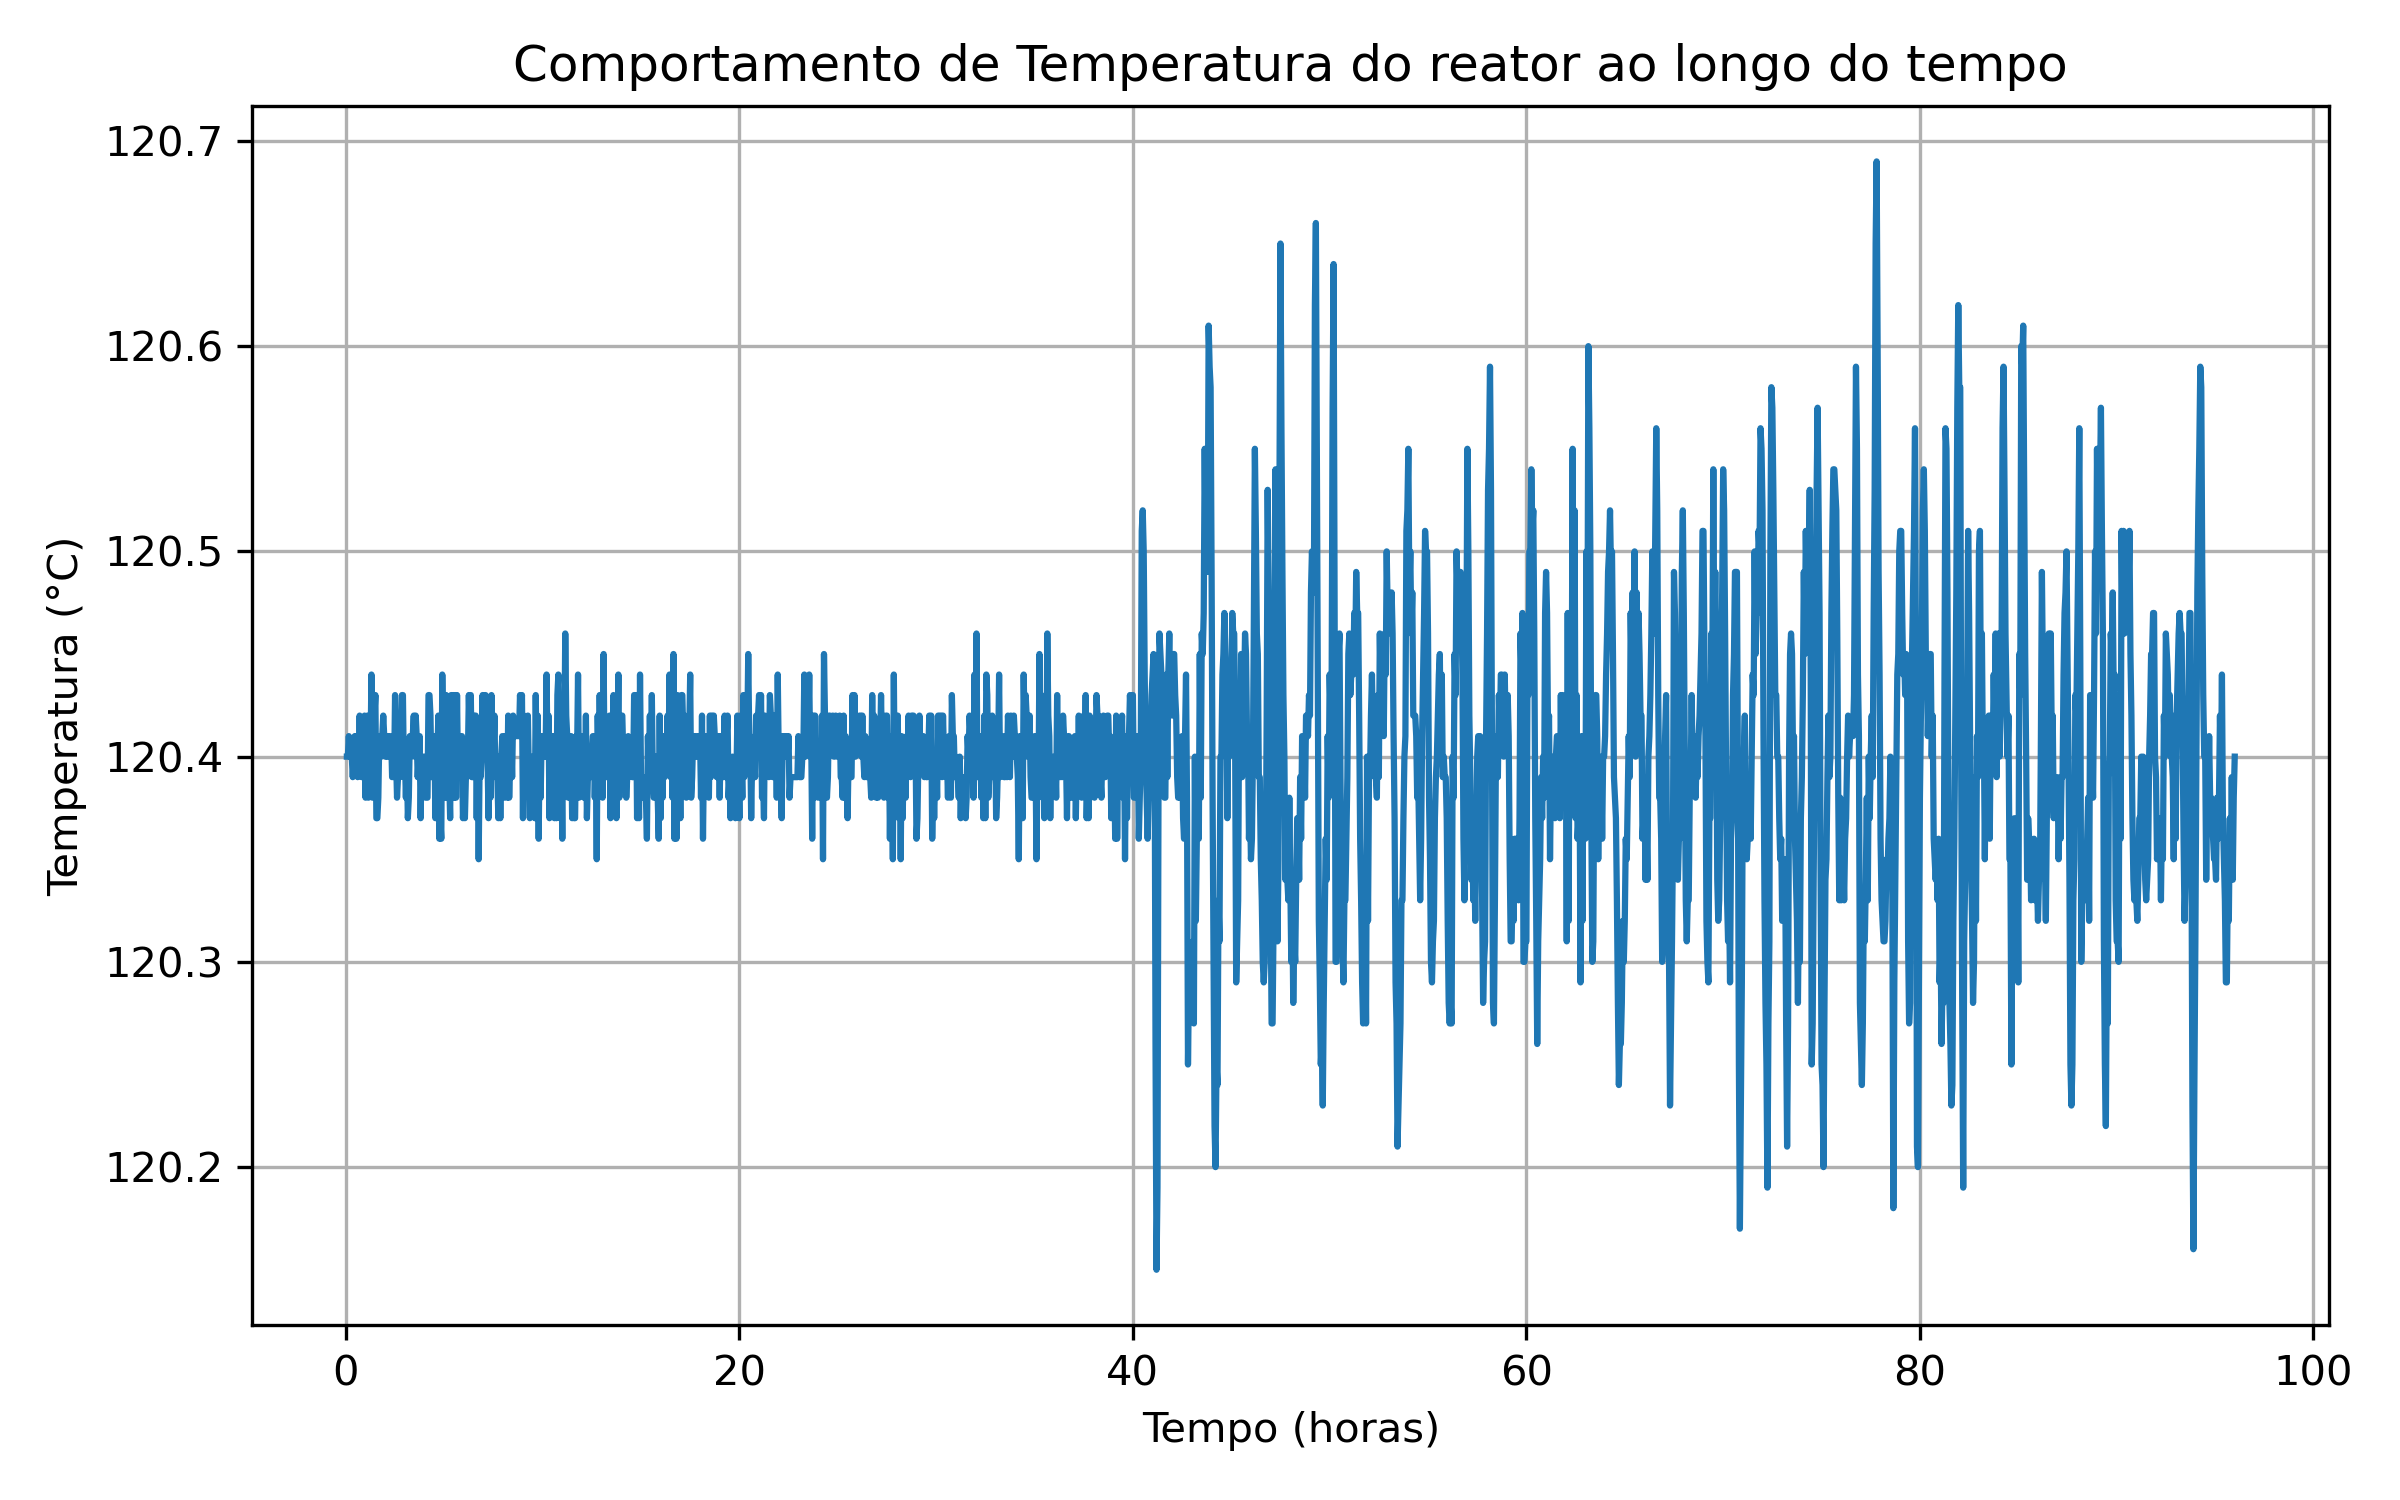 Comportamento de Temperatura do reator ao longo do tempo
120.7
120.6
120.5
120.4
120.3
120.2
Temperatura (°C)
0 20 40 60 80 100
Tempo (horas)